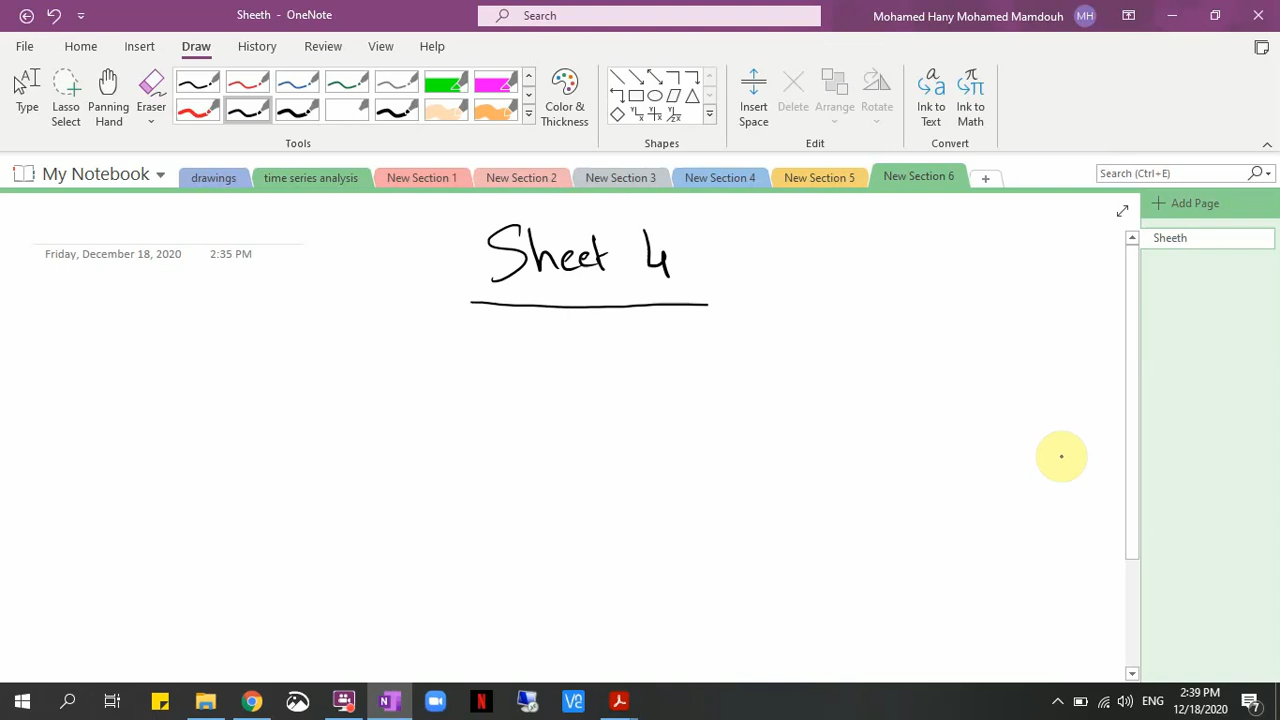 Sheeth - OneNote
Search
Mohamed Hany Mohamed Mamdouh MH
File Home Insert Draw History Review View Help
Type
Lasso Select
Panning Hand
Eraser
Color & Thickness
Insert Space
Delete
Arrange
Rotate
Ink to Text
Ink to Math
Tools Shapes Edit Convert
My Notebook
drawings
time series analysis
New Section 1
New Section 2
New Section 3
New Section 4
New Section 5
New Section 6
Search (Ctrl+E)
Add Page
Sheeth
Sheet 4
Friday, December 18, 2020 2:35 PM
ENG
2:39 PM
12/18/2020
7